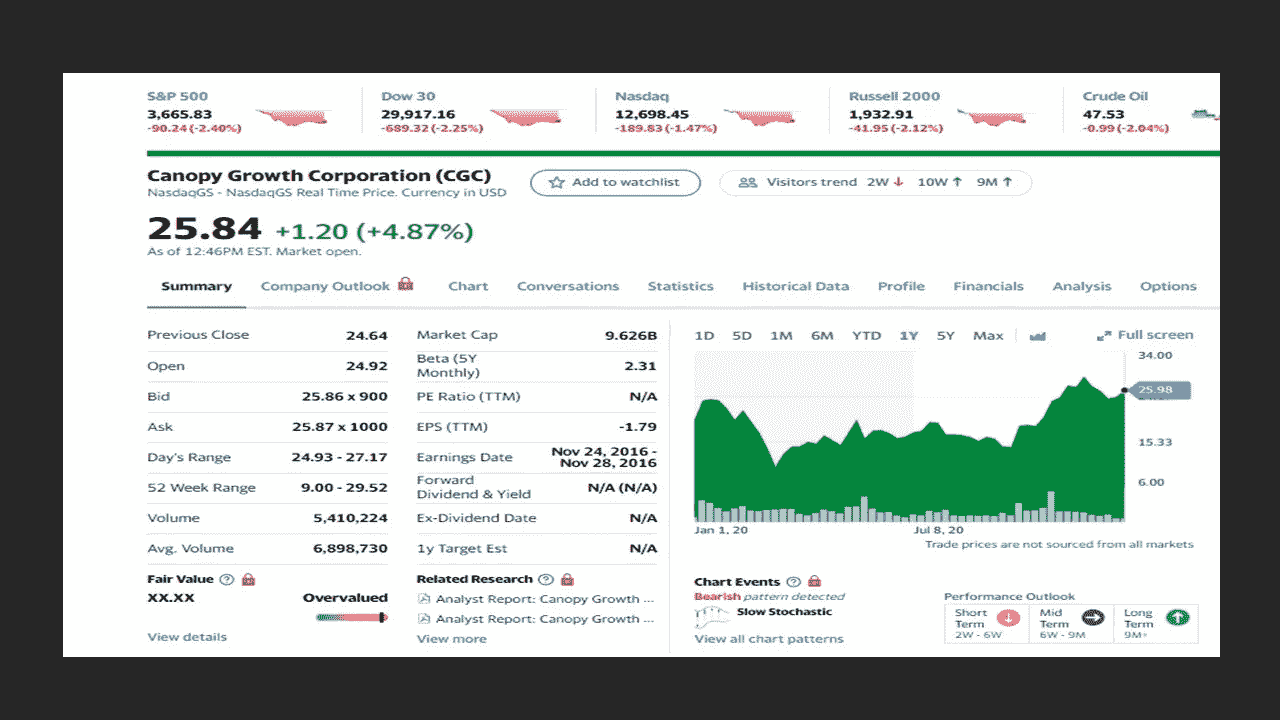 S&P 500 Dow 30 Nasdaq Russell 2000 Crude Oil
3,665.83 29,917.16 12,698.45 1,932.91 47.53
-90.24 (-2.40%) -689.32 (-2.25%) -189.83 (-1.47%) -41.95 (-2.12%) -0.99 (-2.04%)
Canopy Growth Corporation (CGC)
NasdaqGS - NasdaqGS Real Time Price. Currency in USD
Add to watchlist
Visitors trend 2W ↓ 10W ↑ 9M ↑
25.84 +1.20 (+4.87%)
As of 12:46PM EST. Market open.
Summary Company Outlook Chart Conversations Statistics Historical Data Profile Financials Analysis Options
Previous Close 24.64
Open 24.92
Bid 25.86 x 900
Ask 25.87 x 1000
Day's Range 24.93 - 27.17
52 Week Range 9.00 - 29.52
Volume 5,410,224
Avg. Volume 6,898,730
Market Cap 9.626B
Beta (5Y
Monthly) 2.31
PE Ratio (TTM) N/A
EPS (TTM) -1.79
Earnings Date Nov 24, 2016 -
Nov 28, 2016
Forward
Dividend & Yield N/A (N/A)
Ex-Dividend Date N/A
1y Target Est N/A
1D 5D 1M 6M YTD 1Y 5Y Max Full screen
34.00
25.98
15.33
6.00
Jan 1, 20 Jul 8, 20
Trade prices are not sourced from all markets
Fair Value
XX.XX Overvalued
View details
Related Research
Analyst Report: Canopy Growth ...
Analyst Report: Canopy Growth ...
View more
Chart Events
Bearish pattern detected
Slow Stochastic
View all chart patterns
Performance Outlook
Short
Term
2W - 6W
Mid
Term
6W - 9M
Long
Term
9M+